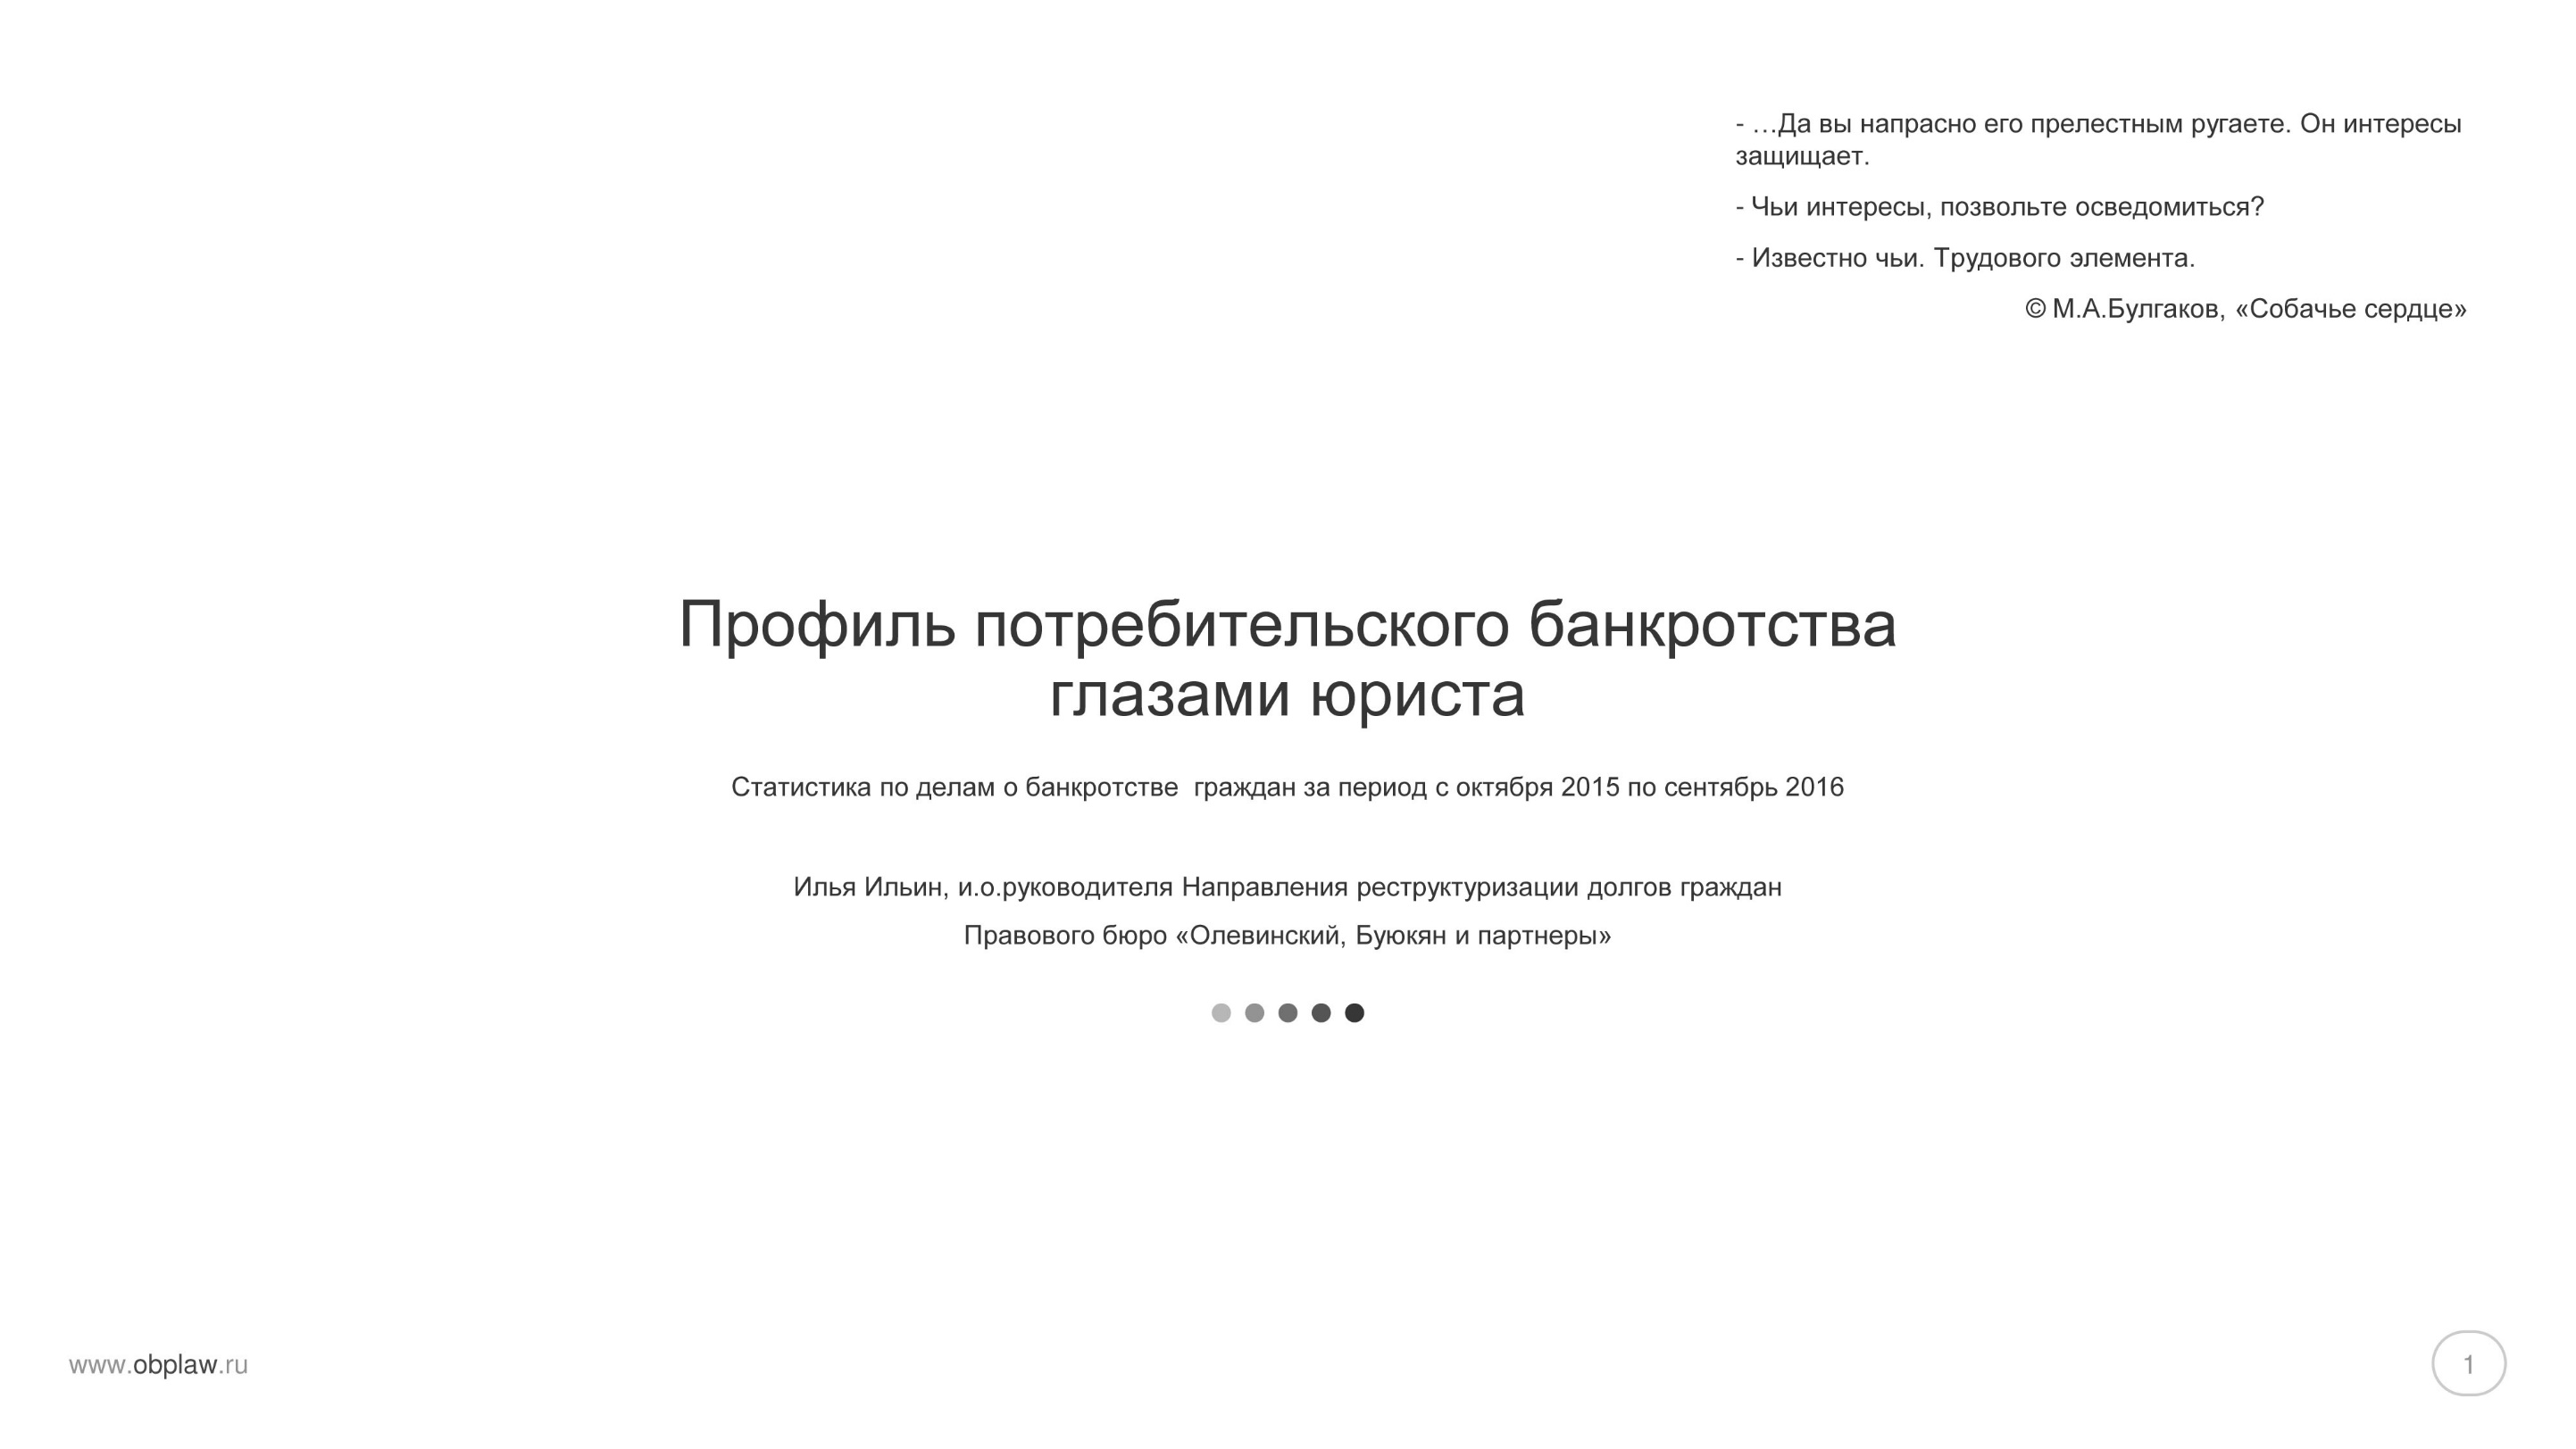 - …Да вы напрасно его прелестным ругаете. Он интересы
защищает.
- Чьи интересы, позвольте осведомиться?
- Известно чьи. Трудового элемента.
© М.А.Булгаков, «Собачье сердце»
Профиль потребительского банкротства
глазами юриста
Статистика по делам о банкротстве  граждан за период с октября 2015 по сентябрь 2016
Илья Ильин, и.о.руководителя Направления реструктуризации долгов граждан
Правового бюро «Олевинский, Буюкян и партнеры»
www.obplaw.ru
1